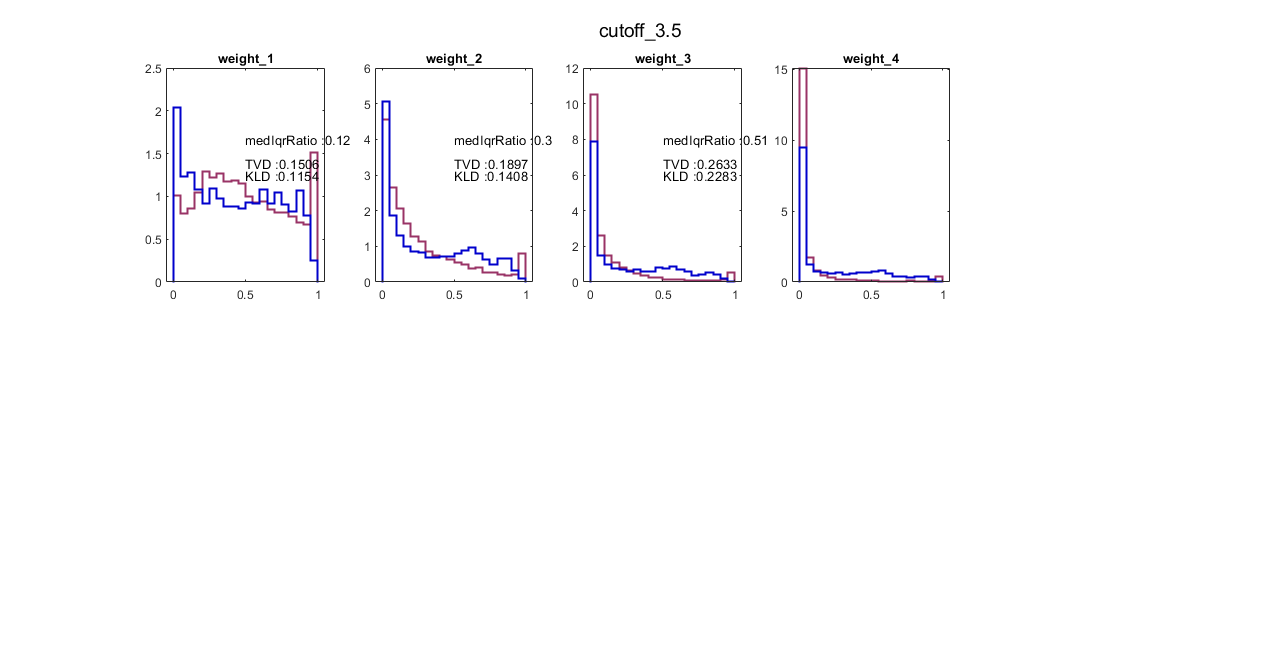 cutoff_3.5
weight_1
2.5
2
1.5
1
0.5
0
0
0.5
1
medIqrRatio :0.12
TVD :0.1506
KLD :0.1154
weight_2
6
5
4
3
2
1
0
0
0.5
1
medIqrRatio :0.3
TVD :0.1897
KLD :0.1408
weight_3
12
10
8
6
4
2
0
0
0.5
1
medIqrRatio :0.51
TVD :0.2633
KLD :0.2283
weight_4
15
10
5
0
0
0.5
1